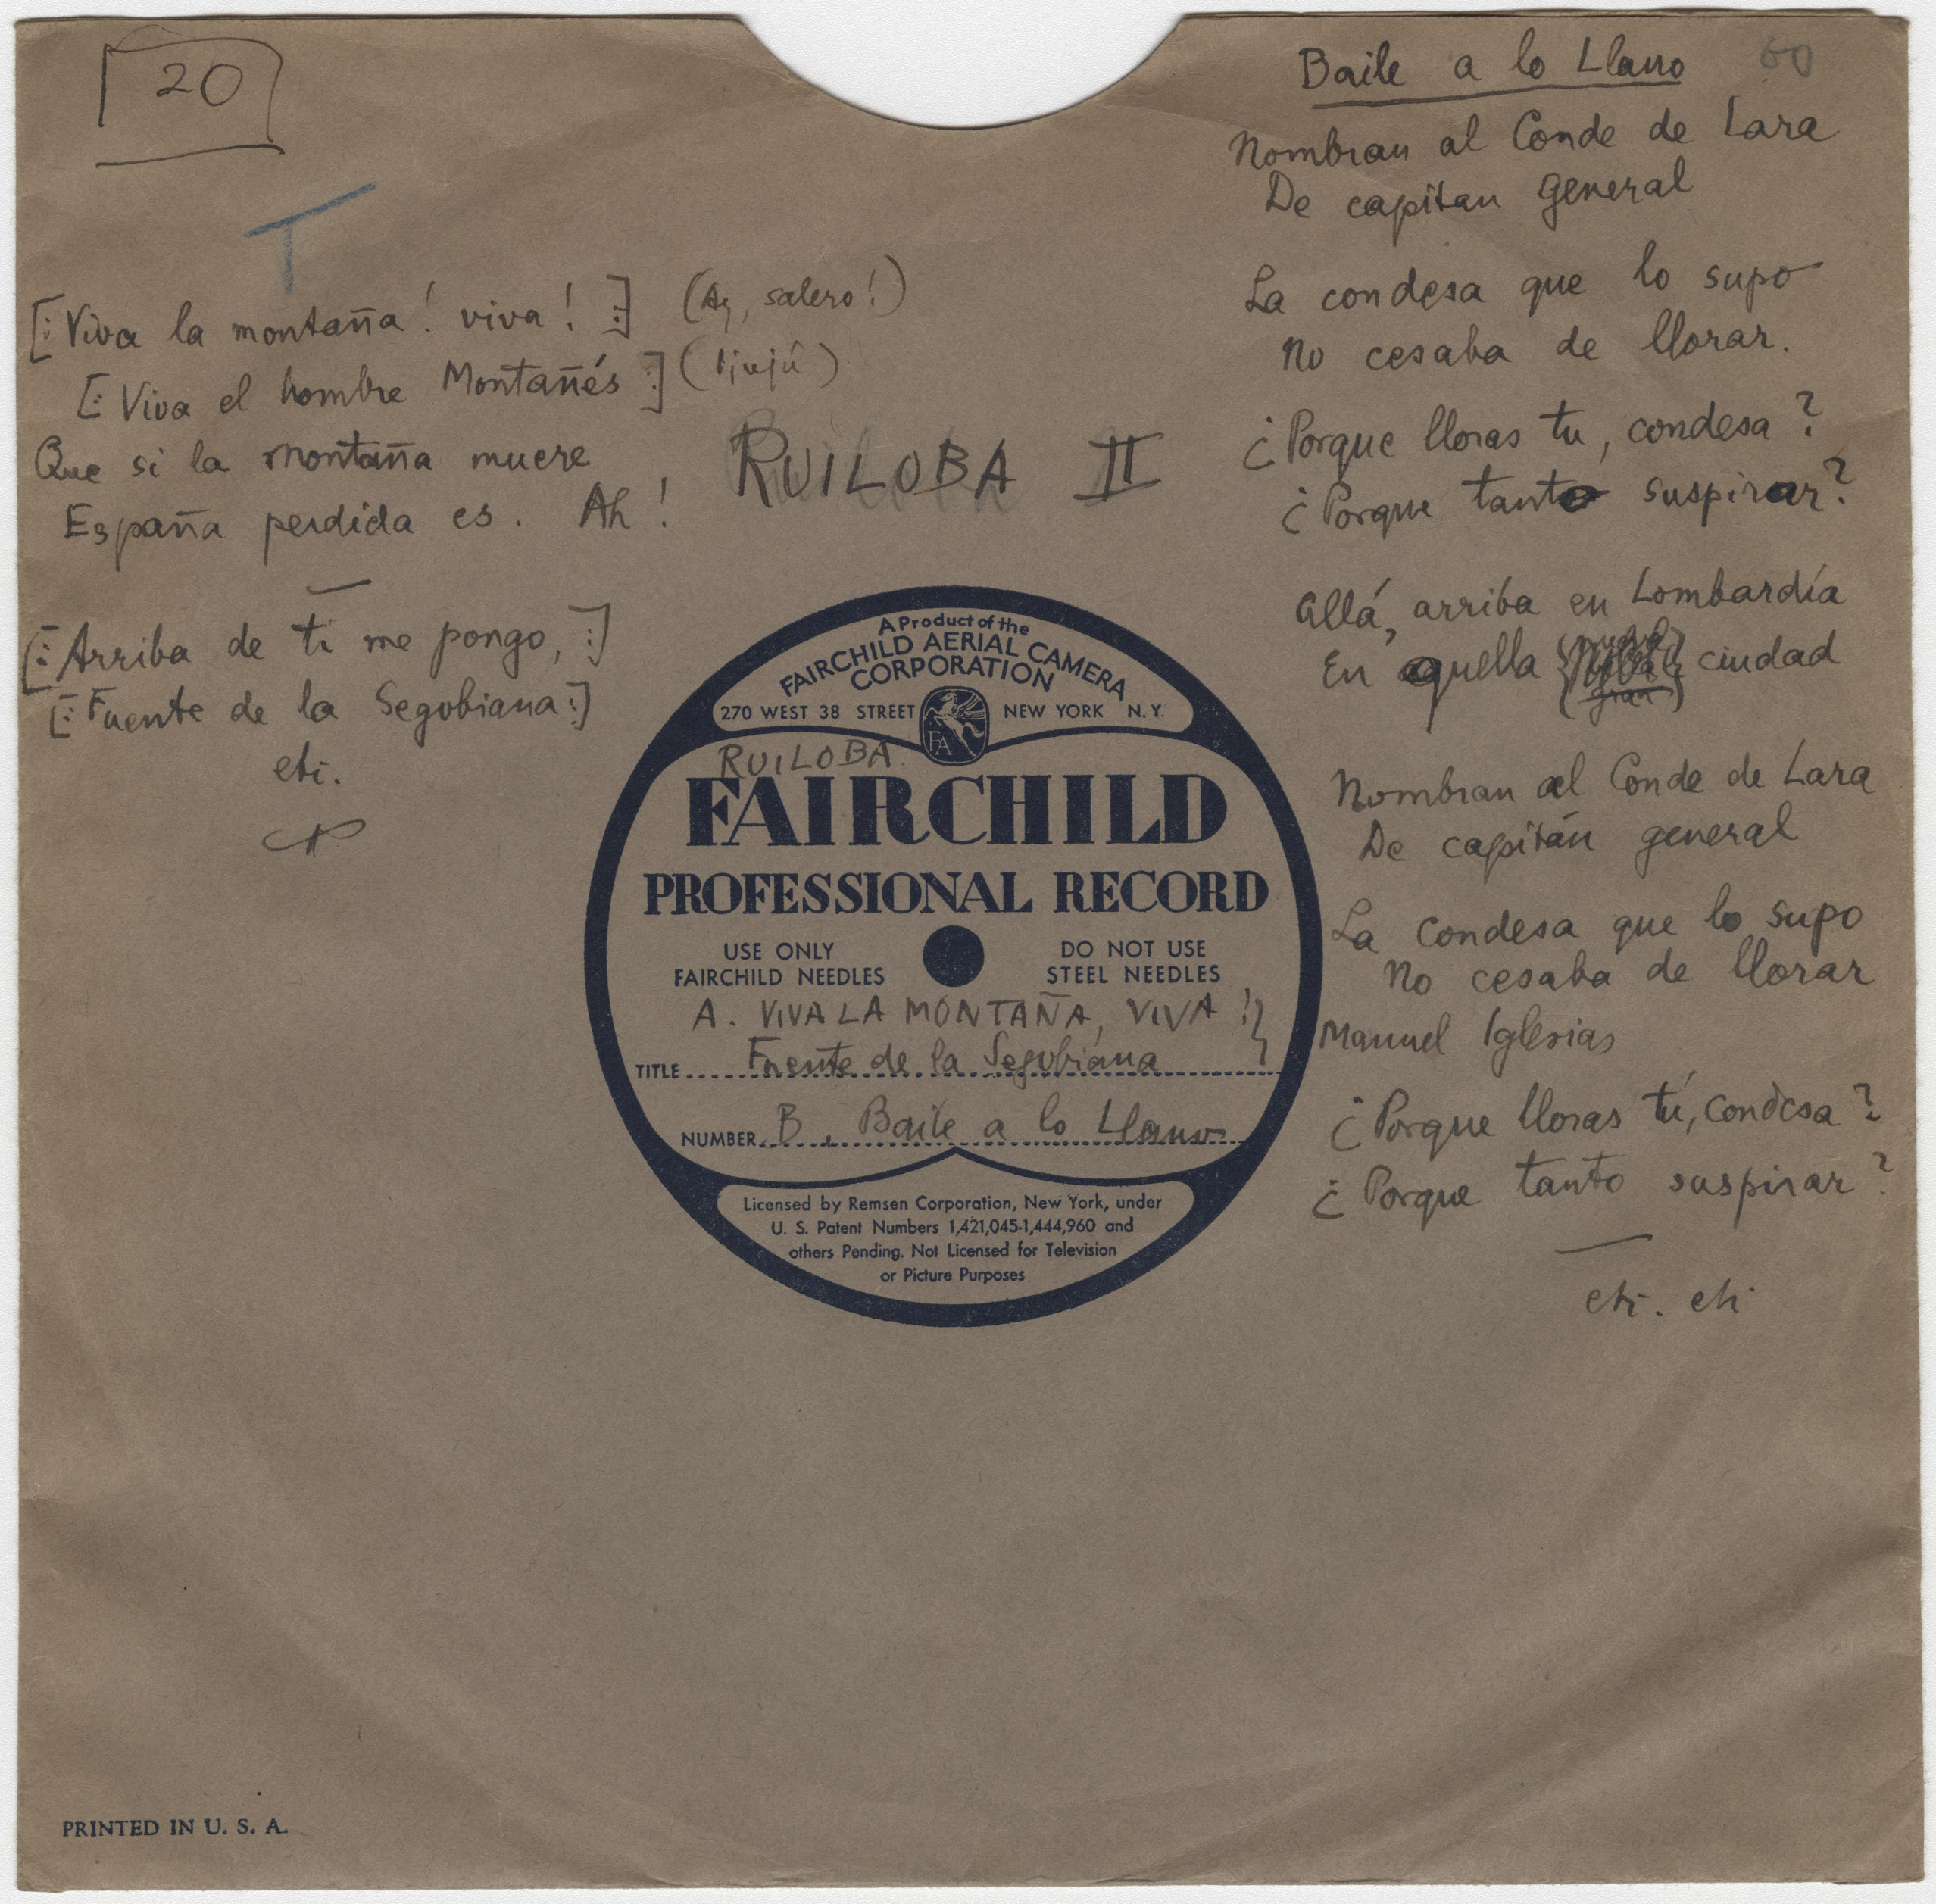 20
T
[: Viva la montaña! viva! :] (Ay, salero!)
[: Viva el hombre Montañés :] (Ijujú)
Que si la montaña muere
España perdida es. Ah!
[: Arriba de ti me pongo, :]
[: Fuente de la Segobiana :]
etc.
RUILOBA II
A Product of the
FAIRCHILD AERIAL CAMERA
CORPORATION
270 WEST 38 STREET NEW YORK N.Y.
FA
RUILOBA
FAIRCHILD
PROFESSIONAL RECORD
USE ONLY
FAIRCHILD NEEDLES
DO NOT USE
STEEL NEEDLES
A. VIVA LA MONTAÑA, VIVA!
TITLE Fuente de la Segobiana
NUMBER B. Baile a lo Llano
Licensed by Remsen Corporation, New York, under
U. S. Patent Numbers 1,421,045-1,444,960 and
others Pending. Not Licensed for Television
or Picture Purposes
Baile a lo Llano 60
Nombran al Conde de Lara
De capitan general
La condesa que lo supo
No cesaba de llorar.
¿Porque lloras tu, condesa?
¿Porque tanto suspirar?
Allá, arriba en Lombardía
En aquella ciudad
gran
Nombran al Conde de Lara
De capitán general
La condesa que lo supo
No cesaba de llorar
Manuel Iglesias
¿Porque lloras tú, condesa?
¿Porque tanto suspirar?
etc. etc.
PRINTED IN U. S. A.